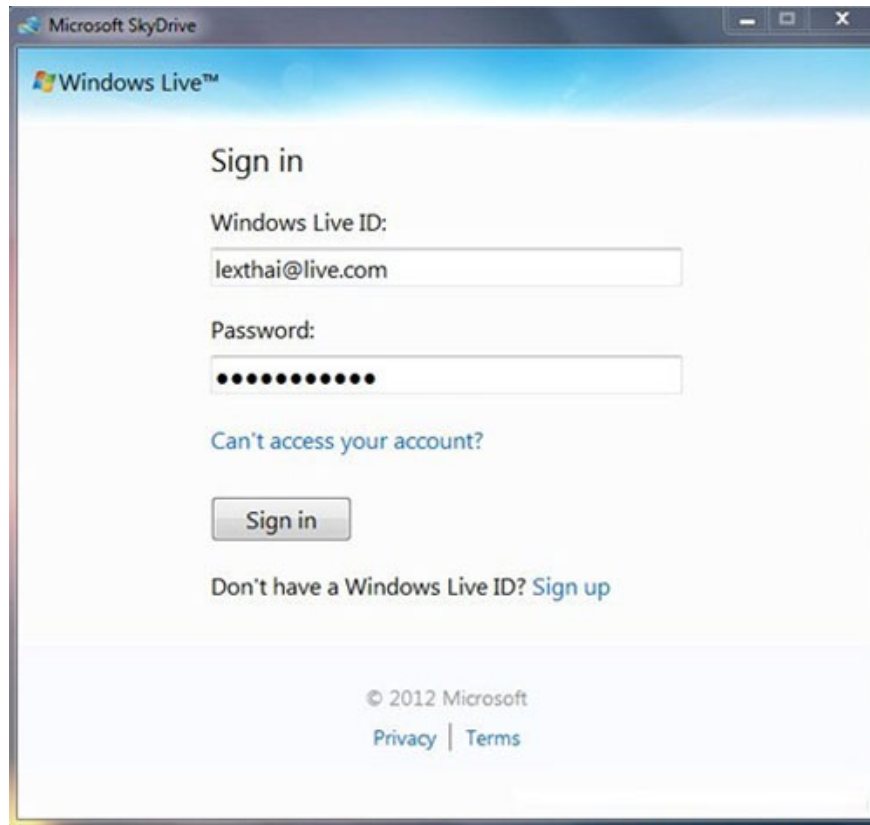 Microsoft SkyDrive
Windows Live™
Sign in
Windows Live ID:
lexthai@live.com
Password:
●●●●●●●●●●●
Can't access your account?
Sign in
Don't have a Windows Live ID? Sign up
© 2012 Microsoft
Privacy | Terms